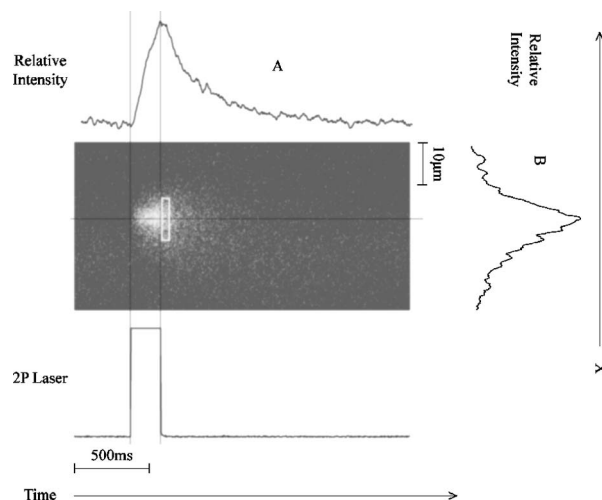 Relative
Intensity
A
Relative
Intensity
10μm
B
2P Laser
500ms
Time
X